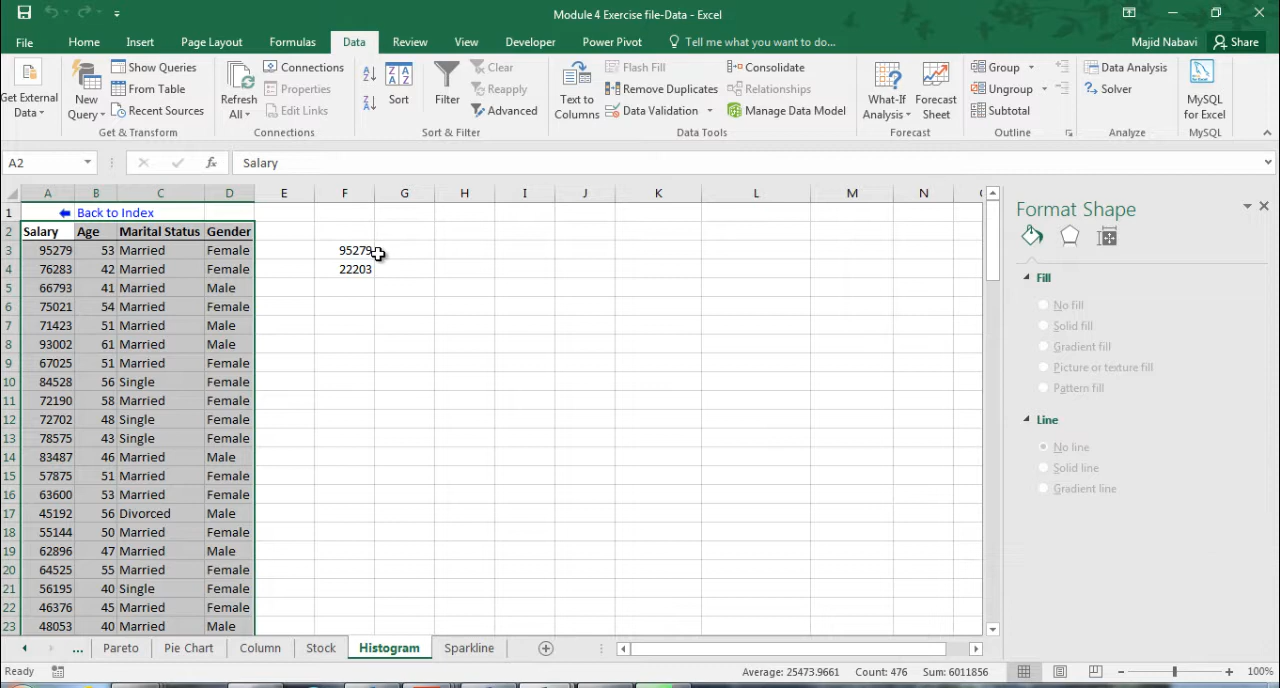 Module 4 Exercise file-Data - Excel
File Home Insert Page Layout Formulas Data Review View Developer Power Pivot Tell me what you want to do... Majid Nabavi Share
Get External Data
New Query
Show Queries
From Table
Recent Sources
Get & Transform
Refresh All
Connections
Properties
Edit Links
Connections
Sort
Filter
Clear
Reapply
Advanced
Sort & Filter
Text to Columns
Flash Fill
Remove Duplicates
Data Validation
Consolidate
Relationships
Manage Data Model
Data Tools
What-If Analysis
Forecast Sheet
Forecast
Group
Ungroup
Subtotal
Outline
Data Analysis
Solver
Analyze
MySQL for Excel
MySQL
A2 fx Salary
A B C D E F G H I J K L M N
1 Back to Index
2 Salary Age Marital Status Gender
3 95279 53 Married Female 95279
4 76283 42 Married Female 22203
5 66793 41 Married Male
6 75021 54 Married Female
7 71423 51 Married Male
8 93002 61 Married Male
9 67025 51 Married Female
10 84528 56 Single Female
11 72190 58 Married Female
12 72702 48 Single Female
13 78575 43 Single Female
14 83487 46 Married Male
15 57875 51 Married Female
16 63600 53 Married Female
17 45192 56 Divorced Male
18 55144 50 Married Female
19 62896 47 Married Male
20 64525 55 Married Female
21 56195 40 Single Female
22 46376 45 Married Female
23 48053 40 Married Male
Format Shape
Fill
No fill
Solid fill
Gradient fill
Picture or texture fill
Pattern fill
Line
No line
Solid line
Gradient line
... Pareto Pie Chart Column Stock Histogram Sparkline
Ready Average: 25473.9661 Count: 476 Sum: 6011856 100%